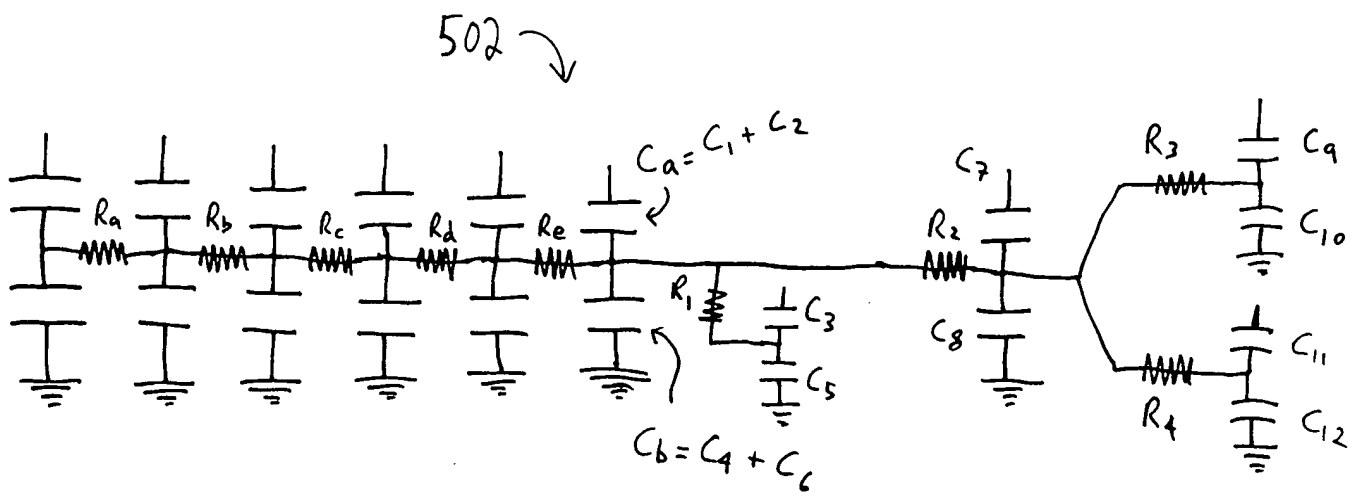 502
Ca = C1 + C2
Ra
Rb
Rc
Rd
Re
R1
C3
C5
Cb = C4 + C6
R2
C7
C8
R3
C9
C10
R4
C11
C12